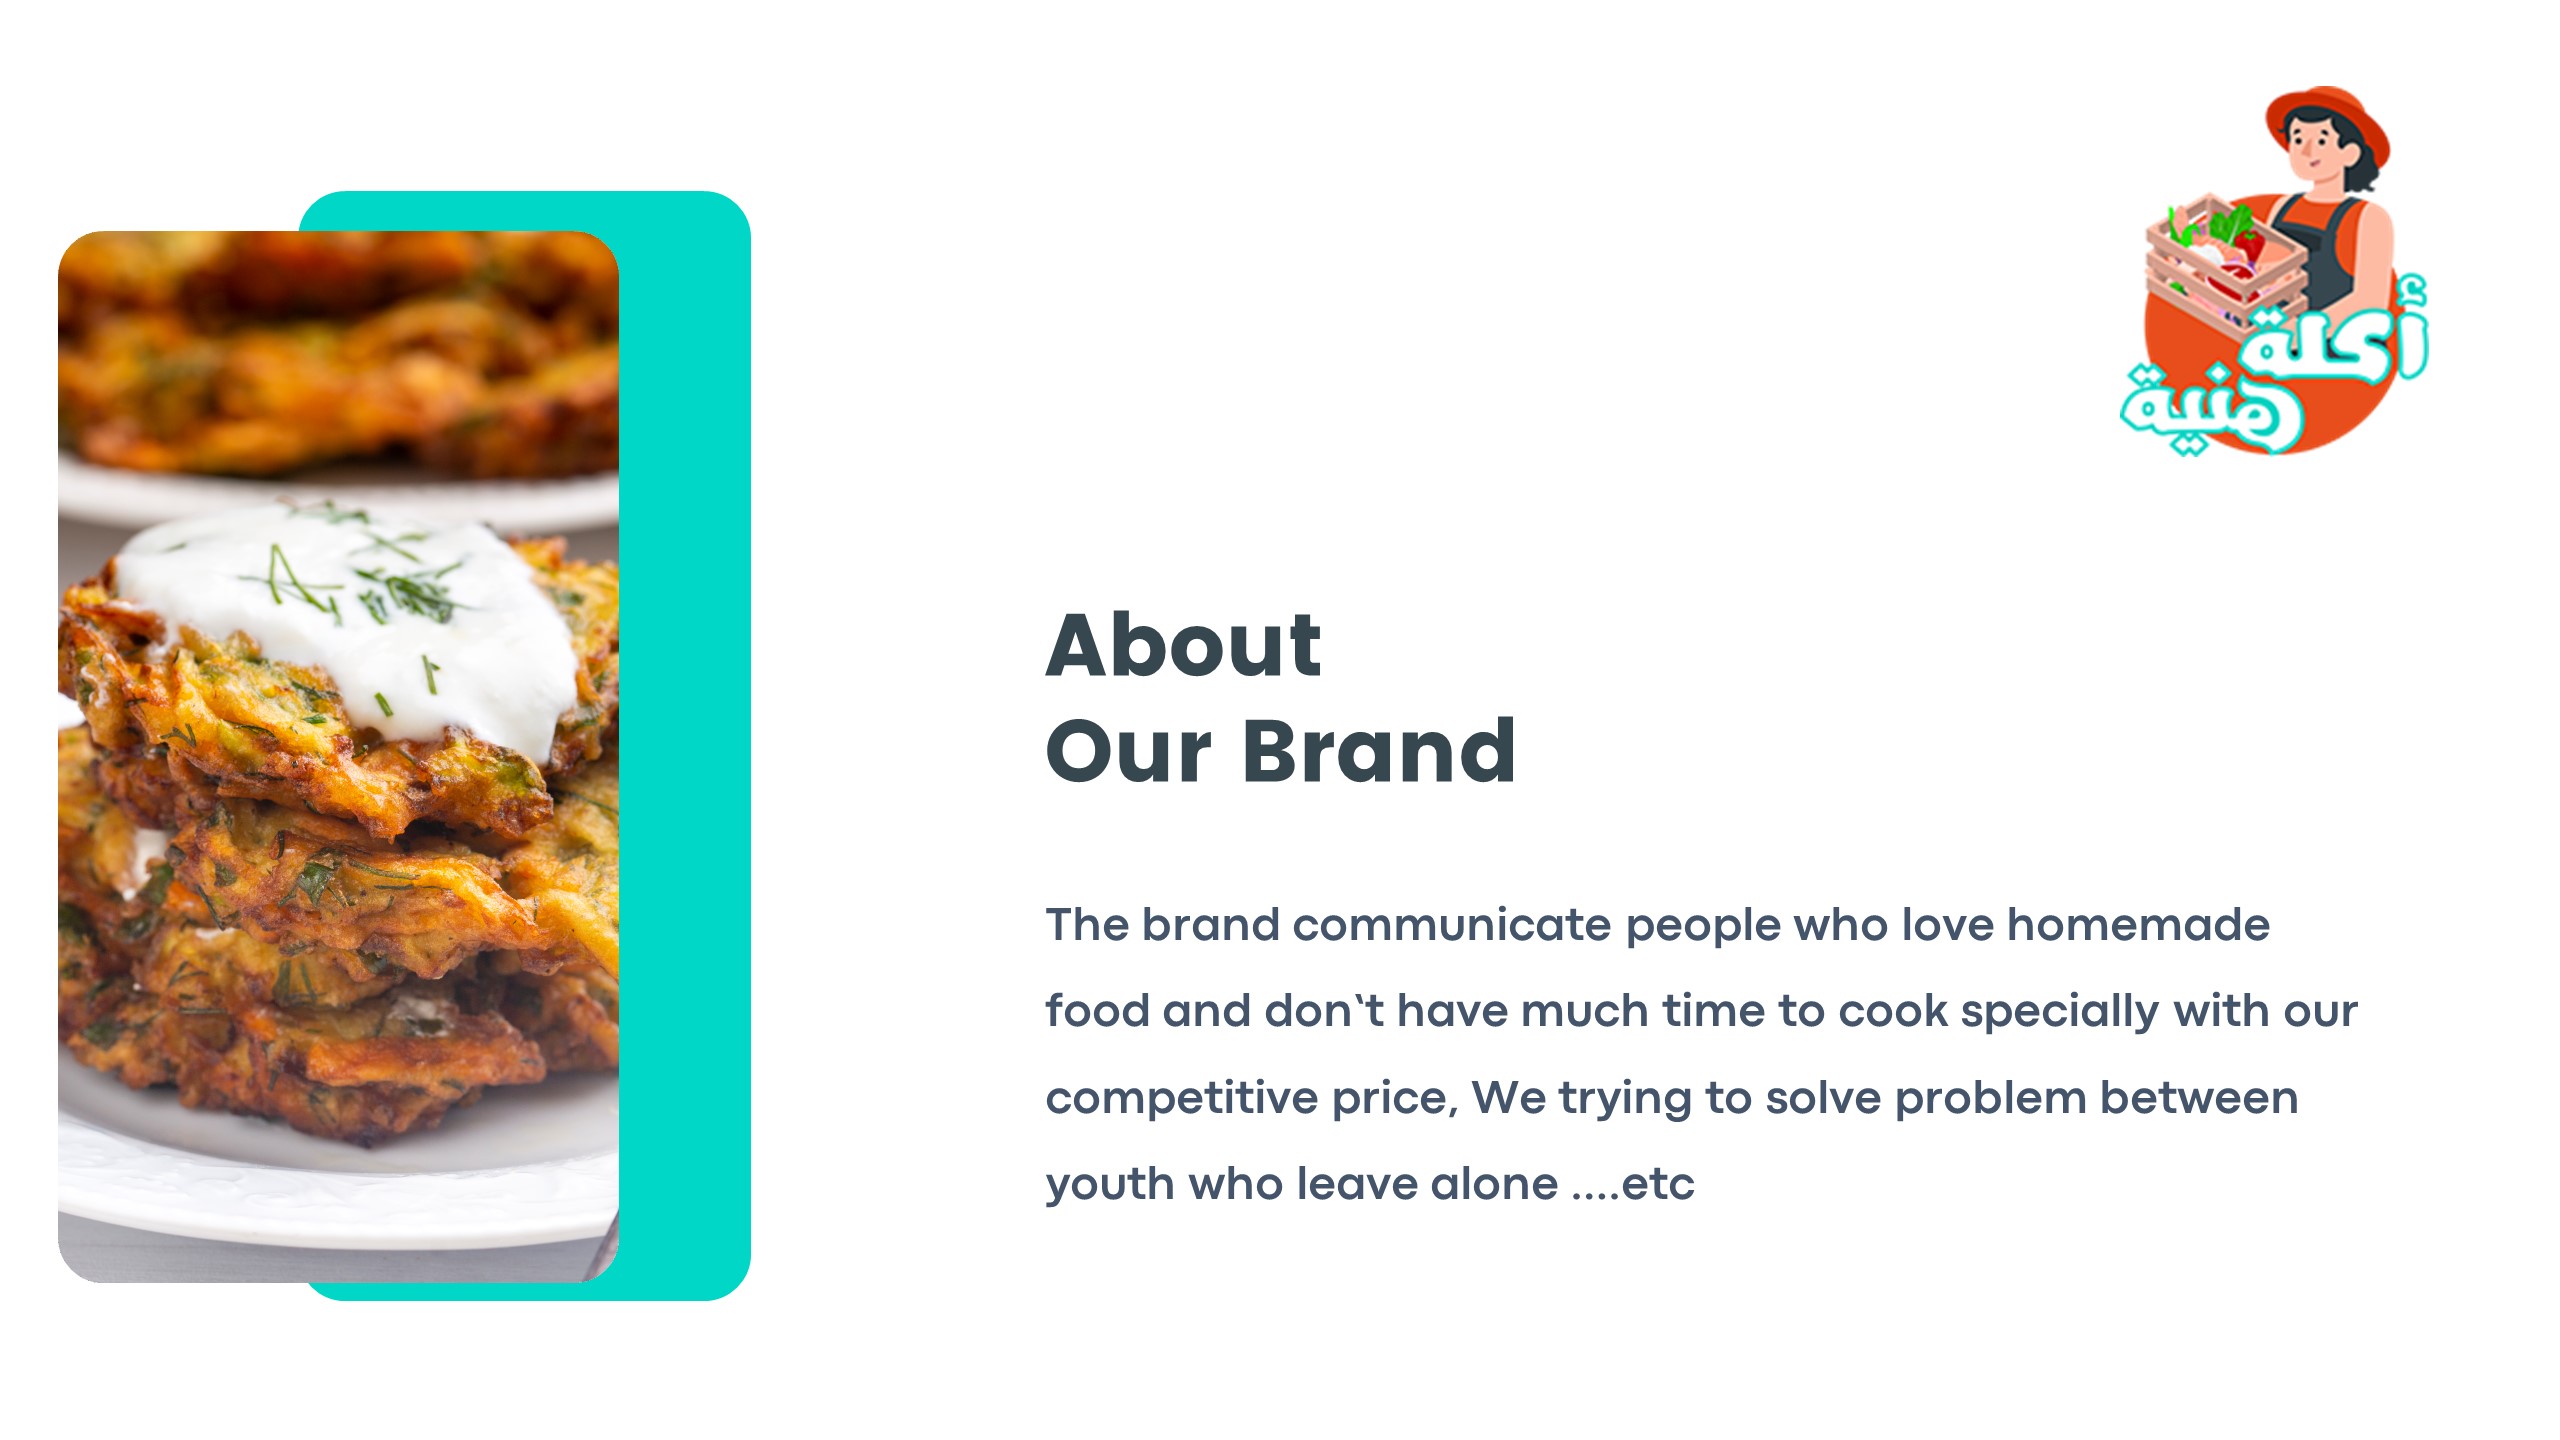 أكلة
هنية
About
Our Brand
The brand communicate people who love homemade
food and don‛t have much time to cook specially with our
competitive price, We trying to solve problem between
youth who leave alone ....etc